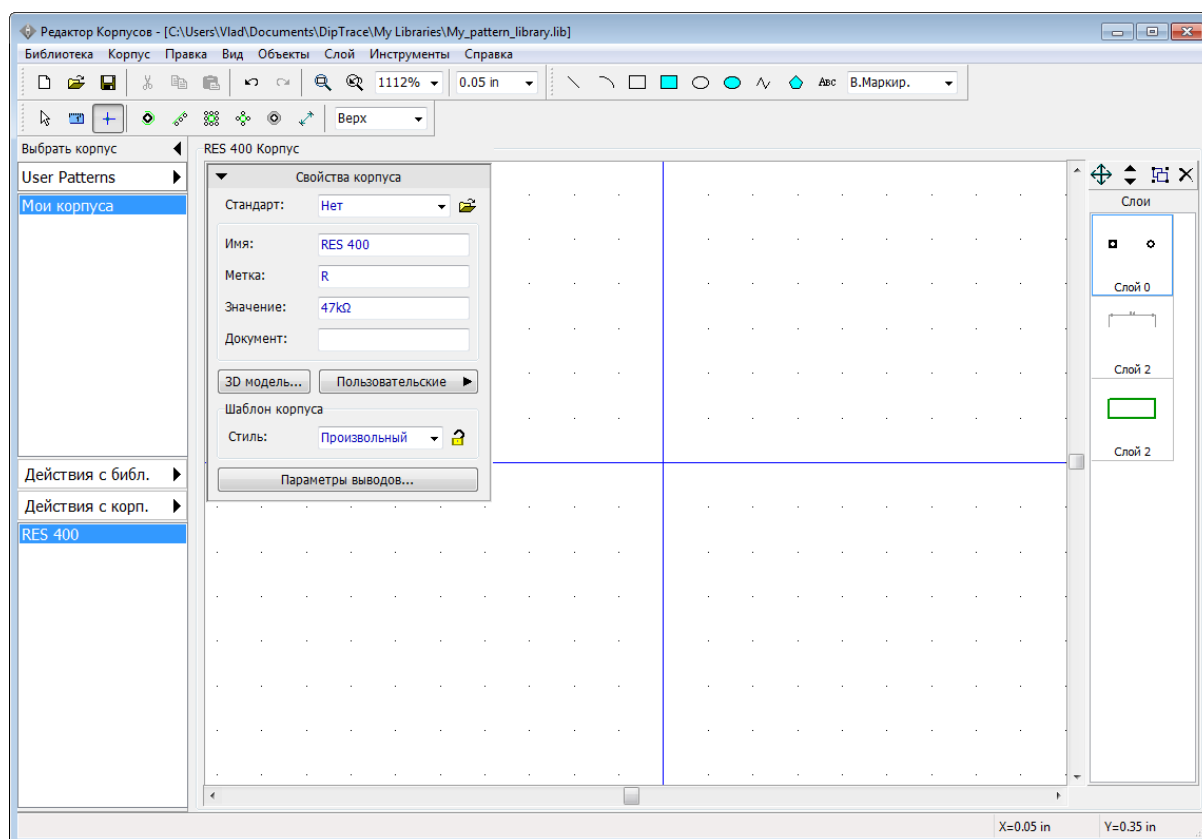 Редактор Корпусов - [C:\Users\Vlad\Documents\DipTrace\My Libraries\My_pattern_library.lib]
Библиотека Корпус Правка Вид Объекты Слой Инструменты Справка
1112% 0.05 in ABC В.Маркир.
Верх
Выбрать корпус
RES 400 Корпус
User Patterns
Мои корпуса
Свойства корпуса
Стандарт: Нет
Имя: RES 400
Метка: R
Значение: 47kΩ
Документ:
3D модель... Пользовательские
Шаблон корпуса
Стиль: Произвольный
Параметры выводов...
Действия с библ.
Действия с корп.
RES 400
Слои
Слой 0
Слой 2
Слой 2
X=0.05 in Y=0.35 in